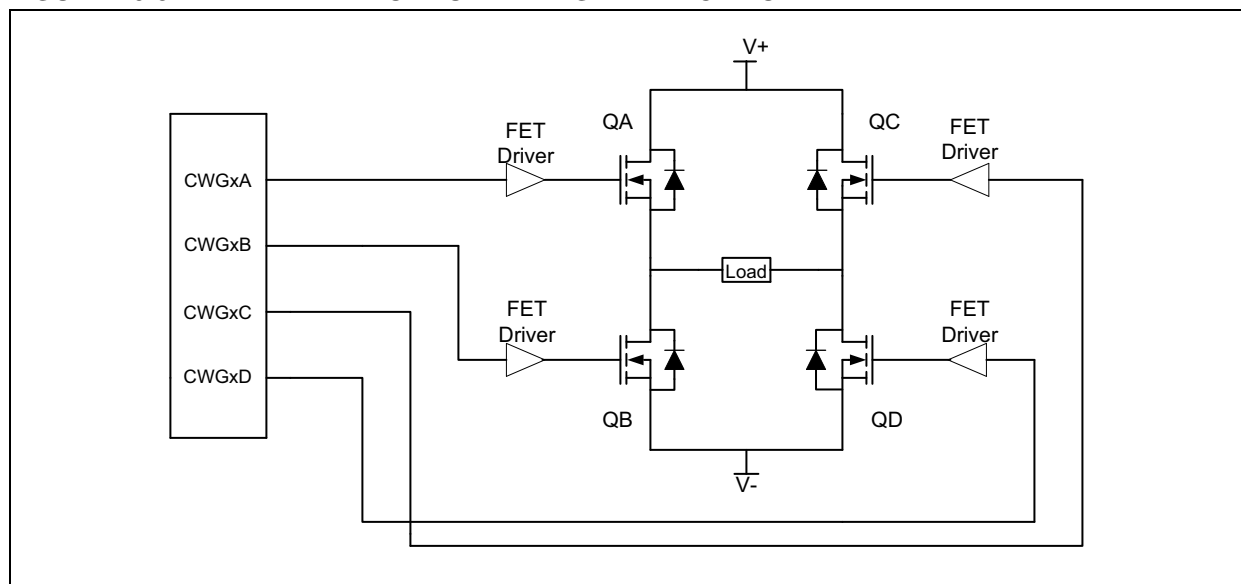 V+
QA
QC
FET
Driver
FET
Driver
CWGxA
CWGxB
Load
CWGxC
FET
Driver
FET
Driver
CWGxD
QB
QD
V-